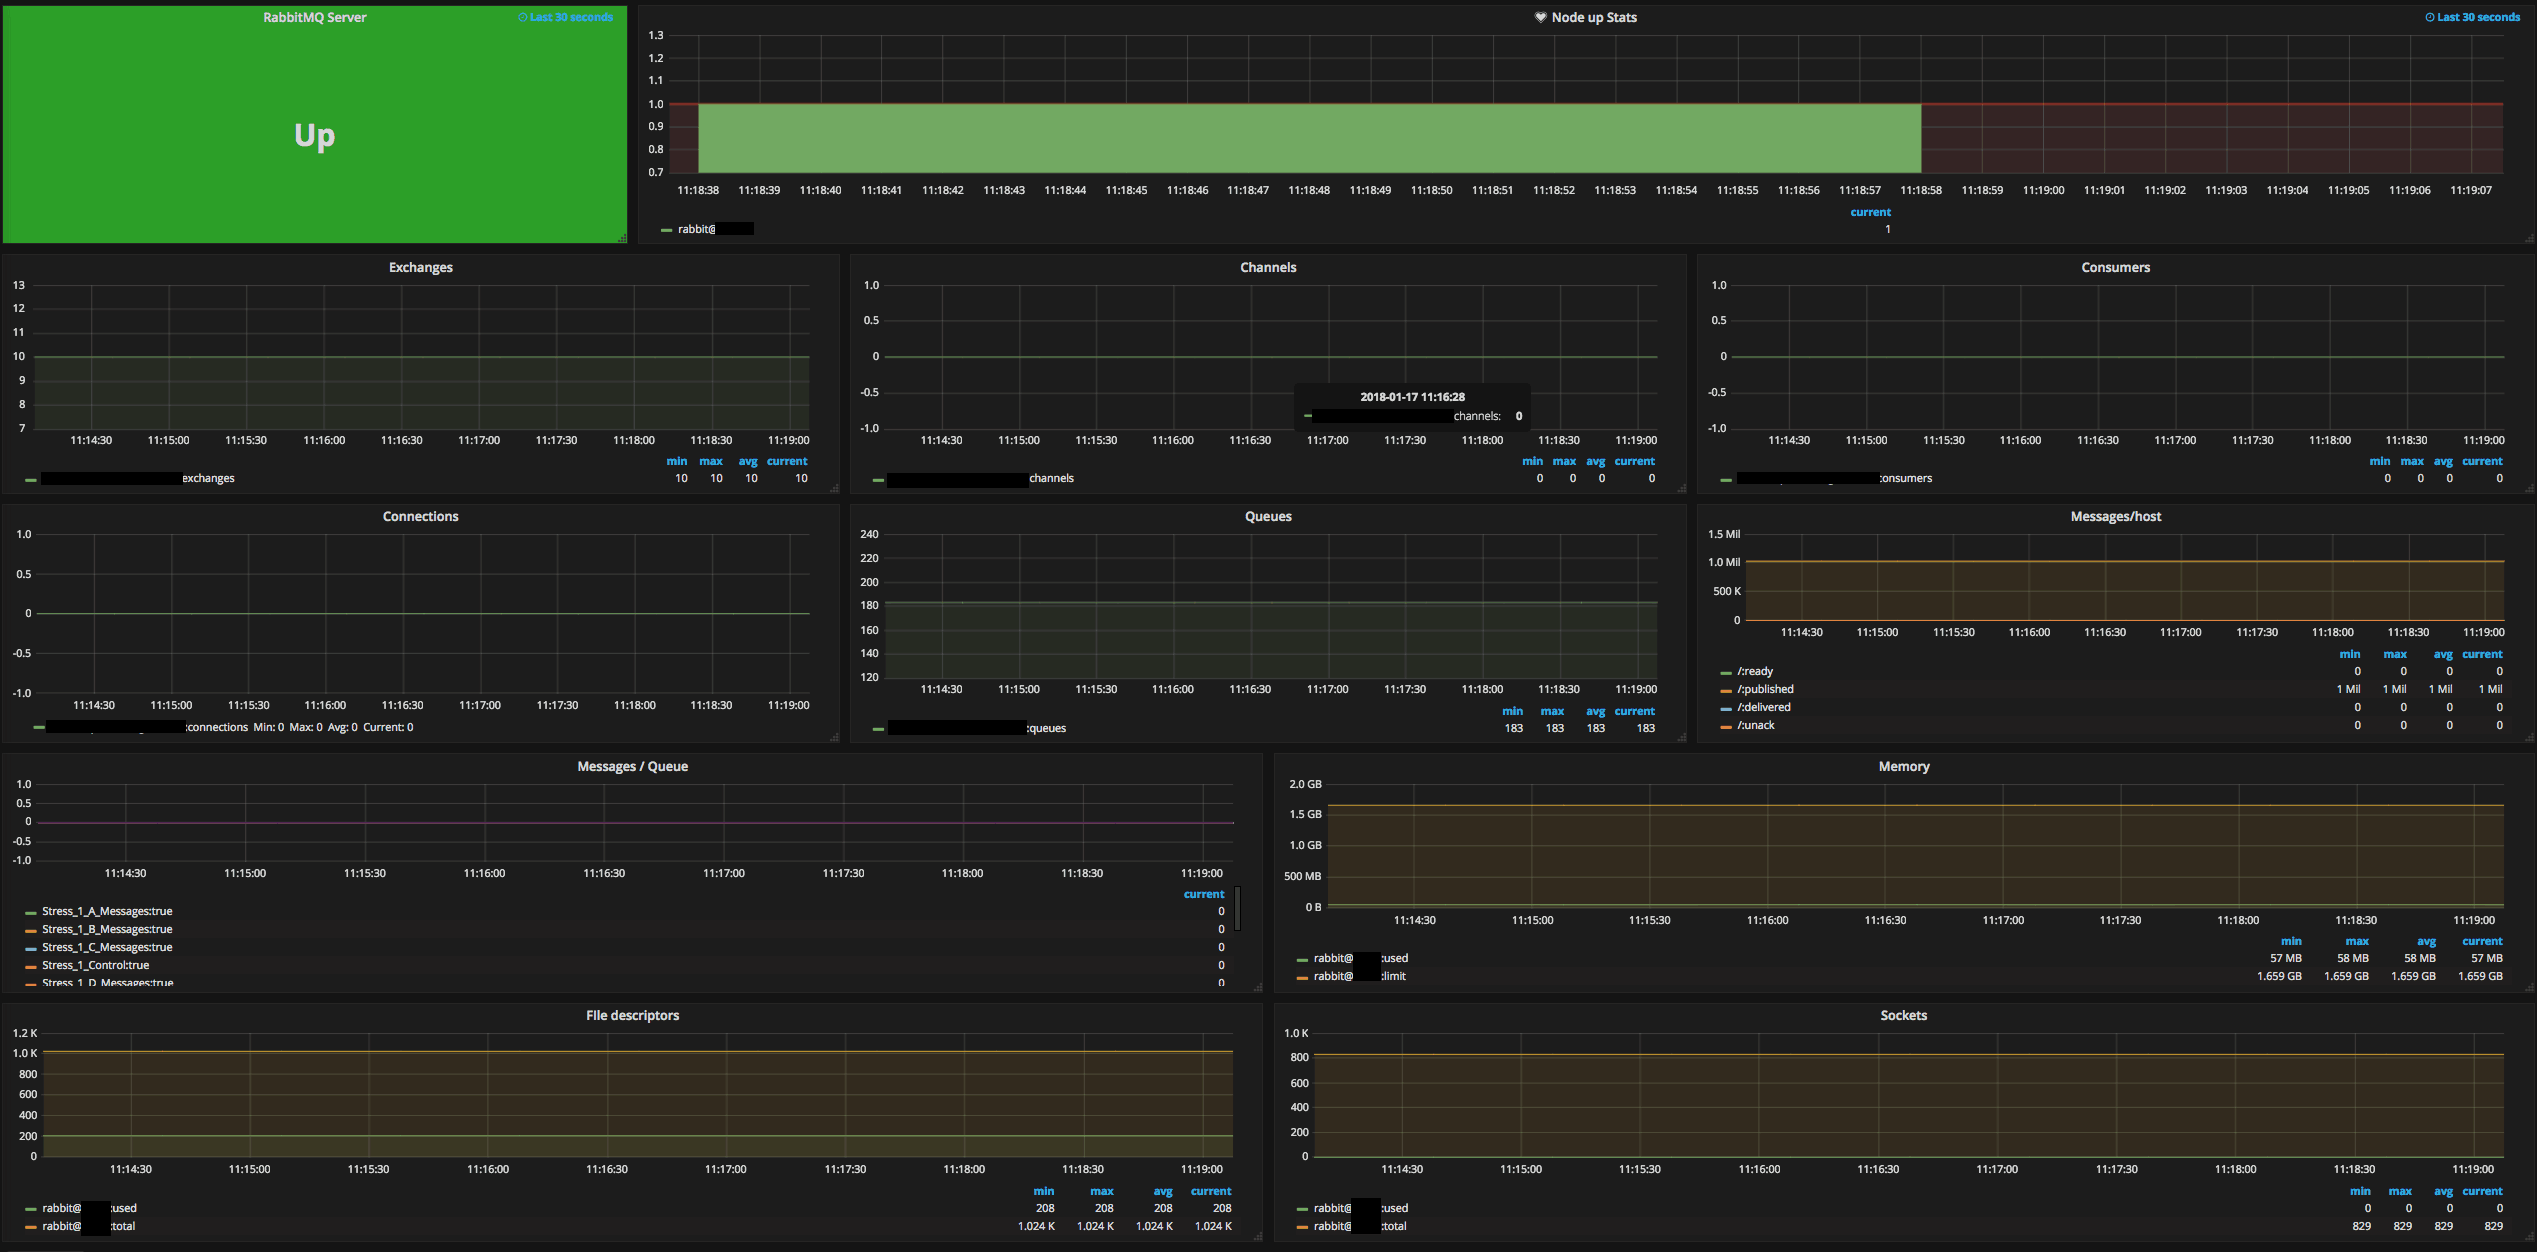 RabbitMQ Server
Last 30 seconds
Up
Node up Stats
Last 30 seconds
1.3
1.2
1.1
1.0
0.9
0.8
0.7
11:18:38 11:18:39 11:18:40 11:18:41 11:18:42 11:18:43 11:18:44 11:18:45 11:18:46 11:18:47 11:18:48 11:18:49 11:18:50 11:18:51 11:18:52 11:18:53 11:18:54 11:18:55 11:18:56 11:18:57 11:18:58 11:18:59 11:19:00 11:19:01 11:19:02 11:19:03 11:19:04 11:19:05 11:19:06 11:19:07
current
rabbit@ 1
Exchanges
13
12
11
10
9
8
7
11:14:30 11:15:00 11:15:30 11:16:00 11:16:30 11:17:00 11:17:30 11:18:00 11:18:30 11:19:00
min max avg current
exchanges 10 10 10 10
Channels
1.0
0.5
0
-0.5
-1.0
2018-01-17 11:16:28
channels: 0
11:14:30 11:15:00 11:15:30 11:16:00 11:16:30 11:17:00 11:17:30 11:18:00 11:18:30 11:19:00
min max avg current
channels 0 0 0 0
Consumers
1.0
0.5
0
-0.5
-1.0
11:14:30 11:15:00 11:15:30 11:16:00 11:16:30 11:17:00 11:17:30 11:18:00 11:18:30 11:19:00
min max avg current
:onsumers 0 0 0 0
Connections
1.0
0.5
0
-0.5
-1.0
11:14:30 11:15:00 11:15:30 11:16:00 11:16:30 11:17:00 11:17:30 11:18:00 11:18:30 11:19:00
:connections Min: 0 Max: 0 Avg: 0 Current: 0
Queues
240
220
200
180
160
140
120
11:14:30 11:15:00 11:15:30 11:16:00 11:16:30 11:17:00 11:17:30 11:18:00 11:18:30 11:19:00
min max avg current
:queues 183 183 183 183
Messages/host
1.5 Mil
1.0 Mil
500 K
0
11:14:30 11:15:00 11:15:30 11:16:00 11:16:30 11:17:00 11:17:30 11:18:00 11:18:30 11:19:00
min max avg current
/:ready 0 0 0 0
/:published 1 Mil 1 Mil 1 Mil 1 Mil
/:delivered 0 0 0 0
/:unack 0 0 0 0
Messages / Queue
1.0
0.5
0
-0.5
-1.0
11:14:30 11:15:00 11:15:30 11:16:00 11:16:30 11:17:00 11:17:30 11:18:00 11:18:30 11:19:00
current
Stress_1_A_Messages:true 0
Stress_1_B_Messages:true 0
Stress_1_C_Messages:true 0
Stress_1_Control:true 0
Stress_1_D_Messages:true 0
Memory
2.0 GB
1.5 GB
1.0 GB
500 MB
0 B
11:14:30 11:15:00 11:15:30 11:16:00 11:16:30 11:17:00 11:17:30 11:18:00 11:18:30 11:19:00
min max avg current
rabbit@ :used 57 MB 58 MB 58 MB 57 MB
rabbit@ :limit 1.659 GB 1.659 GB 1.659 GB 1.659 GB
File descriptors
1.2 K
1.0 K
800
600
400
200
0
11:14:30 11:15:00 11:15:30 11:16:00 11:16:30 11:17:00 11:17:30 11:18:00 11:18:30 11:19:00
min max avg current
rabbit@ :used 208 208 208 208
rabbit@ :total 1.024 K 1.024 K 1.024 K 1.024 K
Sockets
1.0 K
800
600
400
200
0
11:14:30 11:15:00 11:15:30 11:16:00 11:16:30 11:17:00 11:17:30 11:18:00 11:18:30 11:19:00
min max avg current
rabbit@ :used 0 0 0 0
rabbit@ :total 829 829 829 829